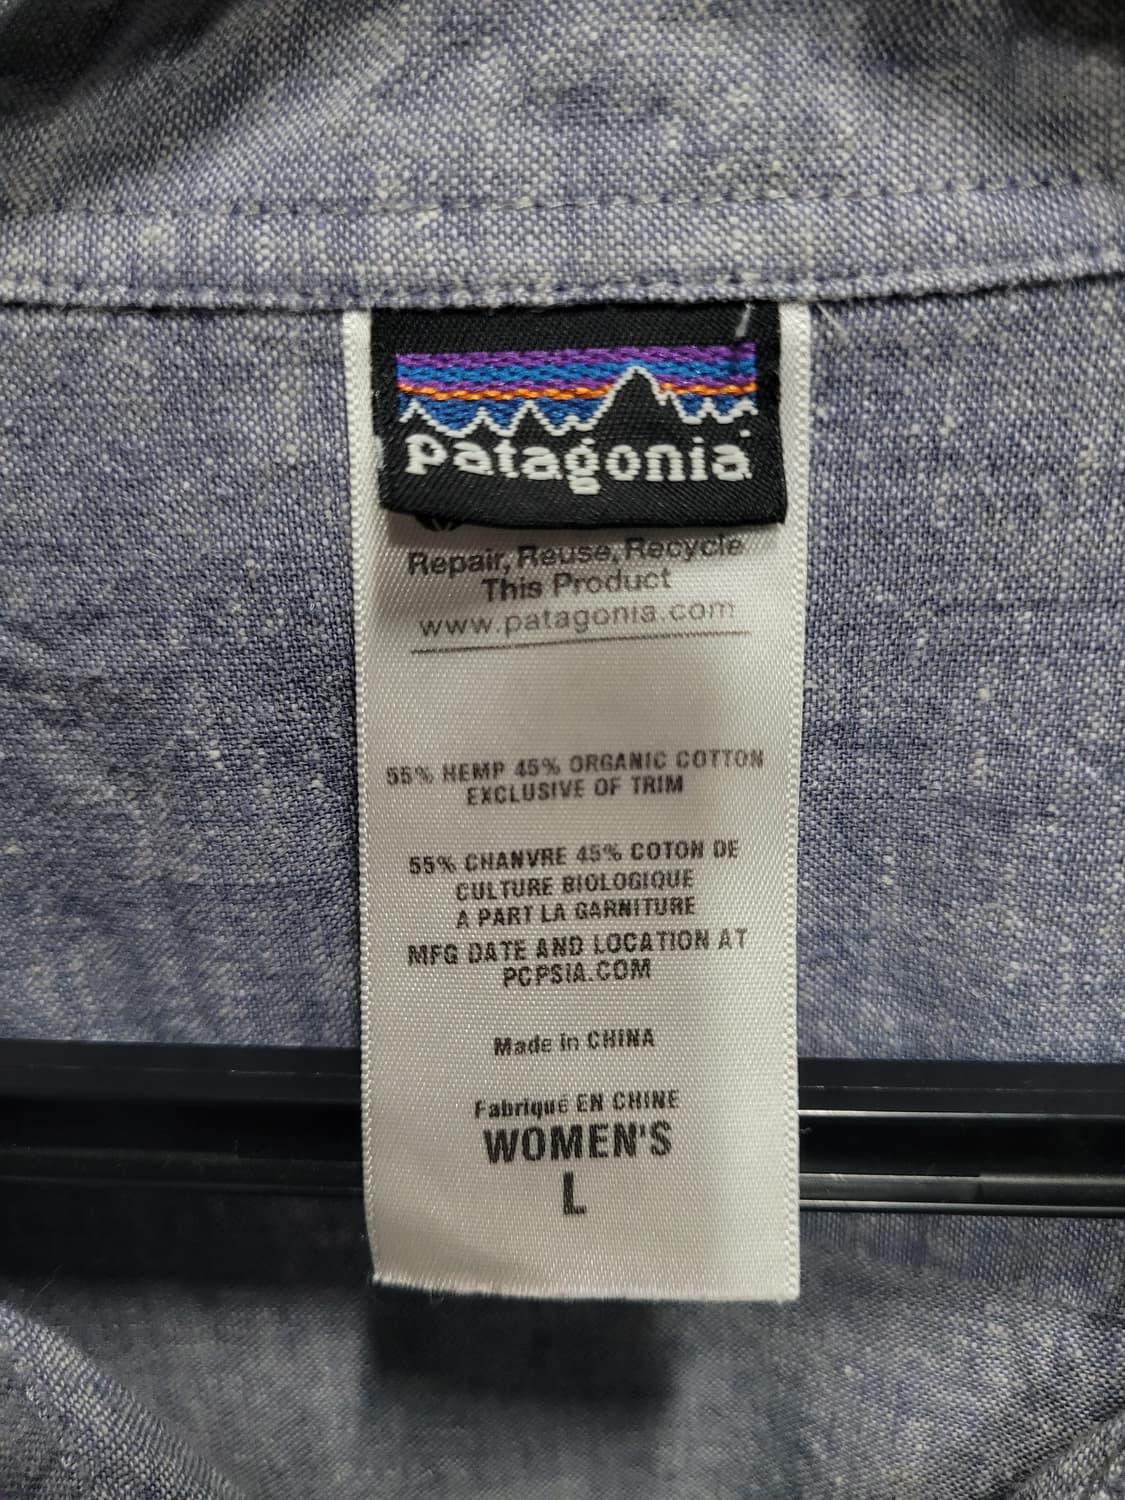 patagonia
Repair, Reuse, Recycle
This Product
www.patagonia.com
55% HEMP 45% ORGANIC COTTON
EXCLUSIVE OF TRIM
55% CHANVRE 45% COTON DE
CULTURE BIOLOGIQUE
A PART LA GARNITURE
MFG DATE AND LOCATION AT
PCPSIA.COM
Made in CHINA
Fabriqué EN CHINE
WOMEN'S
L